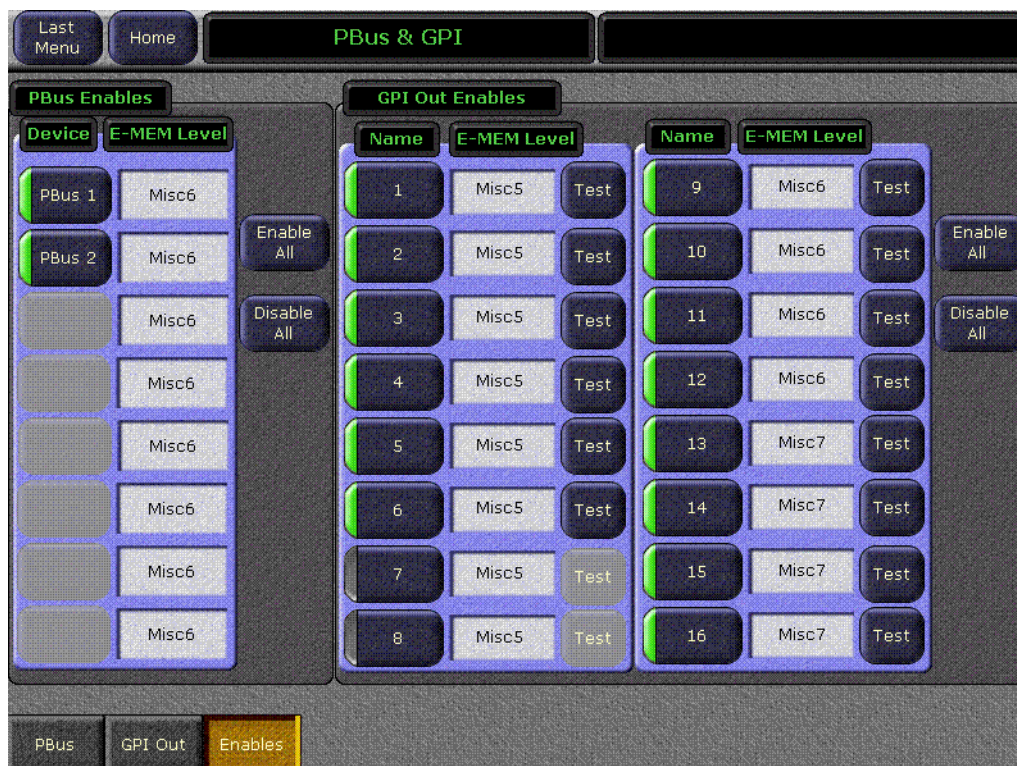 Last
Menu
Home
PBus & GPI
PBus Enables
Device E-MEM Level
PBus 1 Misc6
PBus 2 Misc6
Misc6
Misc6
Misc6
Misc6
Misc6
Misc6
Enable
All
Disable
All
GPI Out Enables
Name E-MEM Level
1 Misc5 Test
2 Misc5 Test
3 Misc5 Test
4 Misc5 Test
5 Misc5 Test
6 Misc5 Test
7 Misc5 Test
8 Misc5 Test
Name E-MEM Level
9 Misc6 Test
10 Misc6 Test
11 Misc6 Test
12 Misc6 Test
13 Misc7 Test
14 Misc7 Test
15 Misc7 Test
16 Misc7 Test
Enable
All
Disable
All
PBus GPI Out Enables